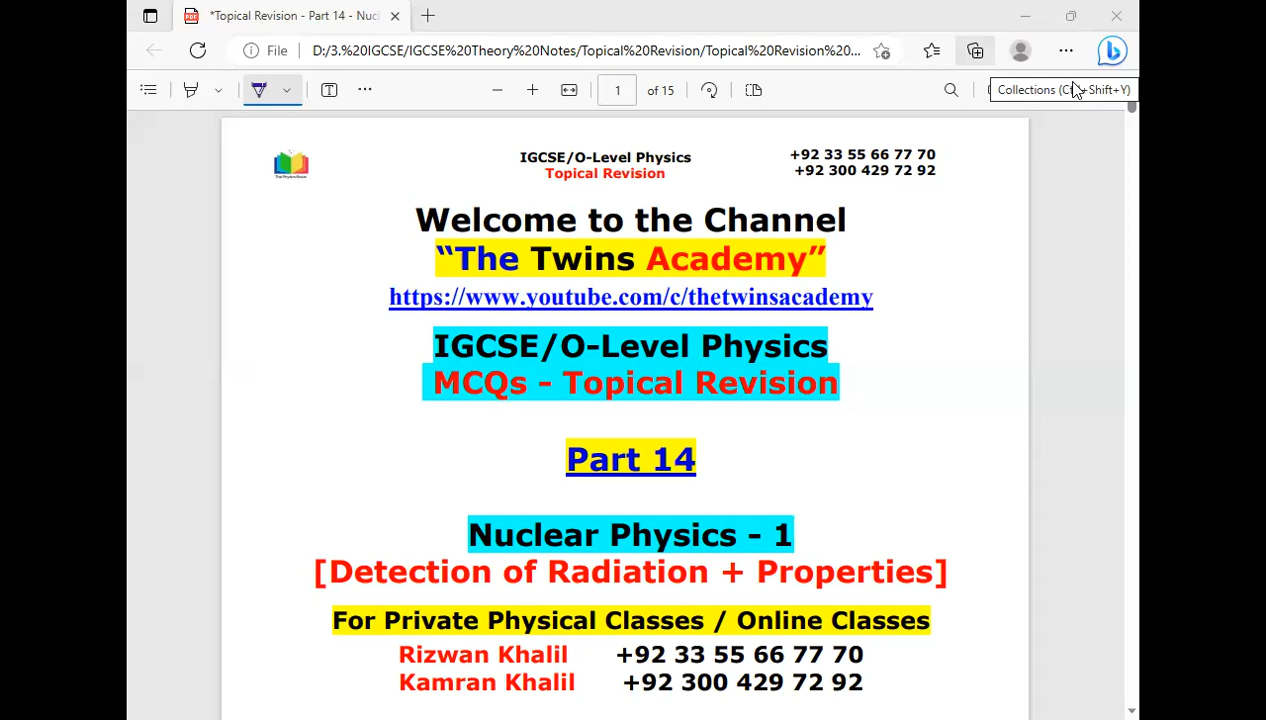 *Topical Revision - Part 14 - Nucl
File
D:/3.%20IGCSE/IGCSE%20Theory%20Notes/Topical%20Revision/Topical%20Revision%20...
1 of 15
Collections (Ctrl+Shift+Y)
IGCSE/O-Level Physics
Topical Revision
+92 33 55 66 77 70
+92 300 429 72 92
Welcome to the Channel
“The Twins Academy”
https://www.youtube.com/c/thetwinsacademy
IGCSE/O-Level Physics
MCQs - Topical Revision
Part 14
Nuclear Physics - 1
[Detection of Radiation + Properties]
For Private Physical Classes / Online Classes
Rizwan Khalil +92 33 55 66 77 70
Kamran Khalil +92 300 429 72 92